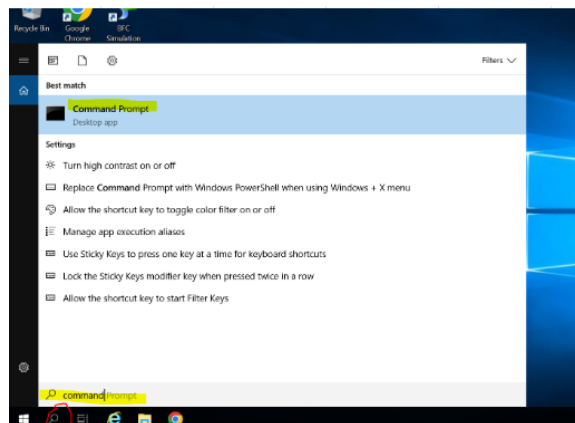 Recycle Bin
Google Chrome
BFC Simulation
Filters
Best match
Command Prompt
Desktop app
Settings
Turn high contrast on or off
Replace Command Prompt with Windows PowerShell when using Windows + X menu
Allow the shortcut key to toggle color filter on or off
Manage app execution aliases
Use Sticky Keys to press one key at a time for keyboard shortcuts
Lock the Sticky Keys modifier key when pressed twice in a row
Allow the shortcut key to start Filter Keys
command Prompt